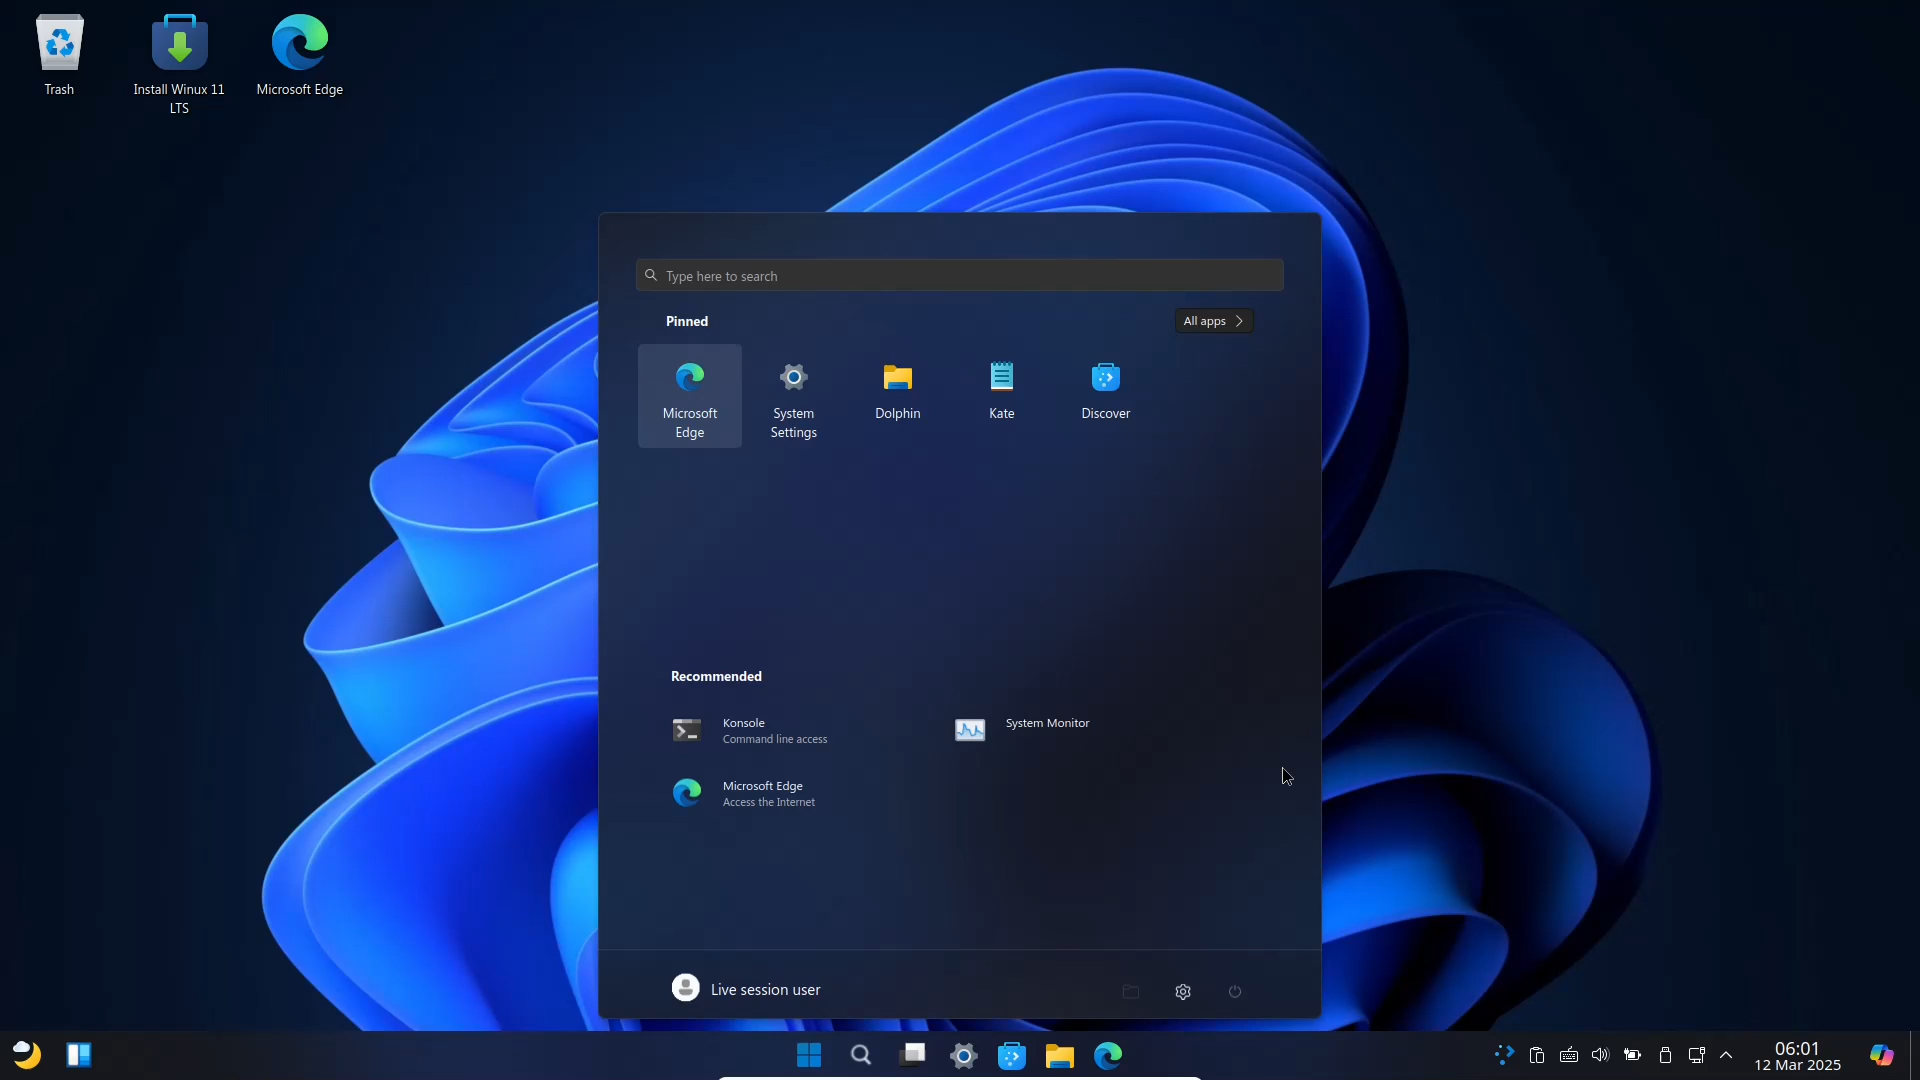 Trash
Install Winux 11
LTS
Microsoft Edge
Type here to search
Pinned
All apps
Microsoft
Edge
System
Settings
Dolphin
Kate
Discover
Recommended
Konsole
Command line access
System Monitor
Microsoft Edge
Access the Internet
Live session user
06:01
12 Mar 2025